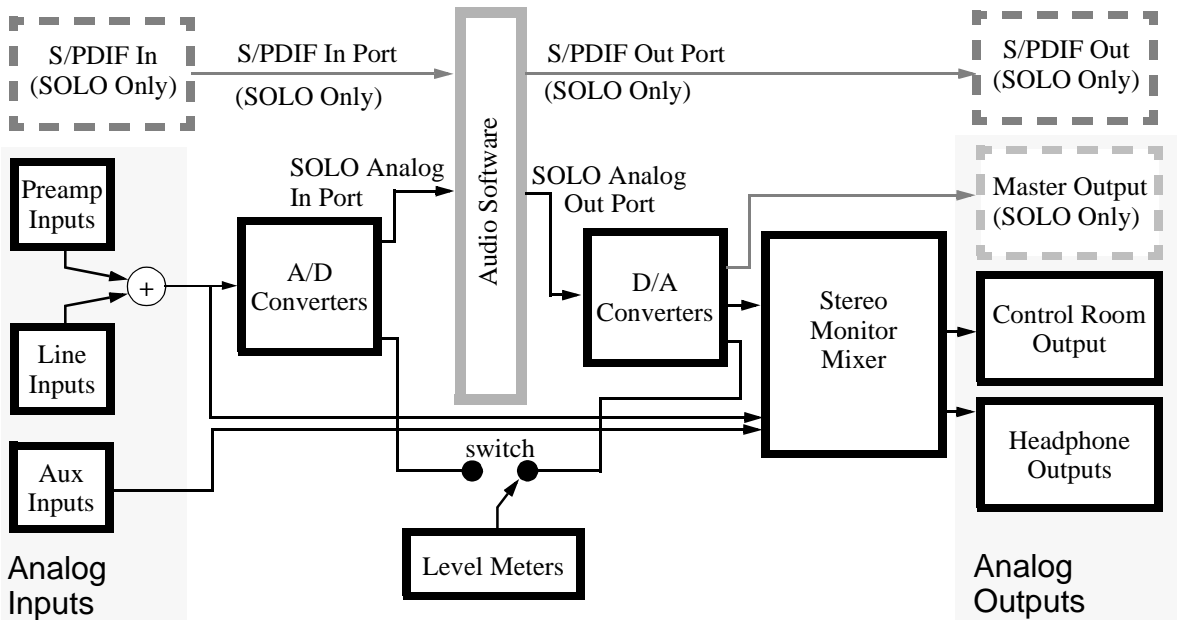 S/PDIF In
(SOLO Only)
S/PDIF In Port
(SOLO Only)
Audio Software
S/PDIF Out Port
(SOLO Only)
S/PDIF Out
(SOLO Only)
Preamp
Inputs
SOLO Analog
In Port
SOLO Analog
Out Port
Master Output
(SOLO Only)
+
A/D
Converters
D/A
Converters
Stereo
Monitor
Mixer
Control Room
Output
Line
Inputs
Headphone
Outputs
Aux
Inputs
switch
Level Meters
Analog
Inputs
Analog
Outputs